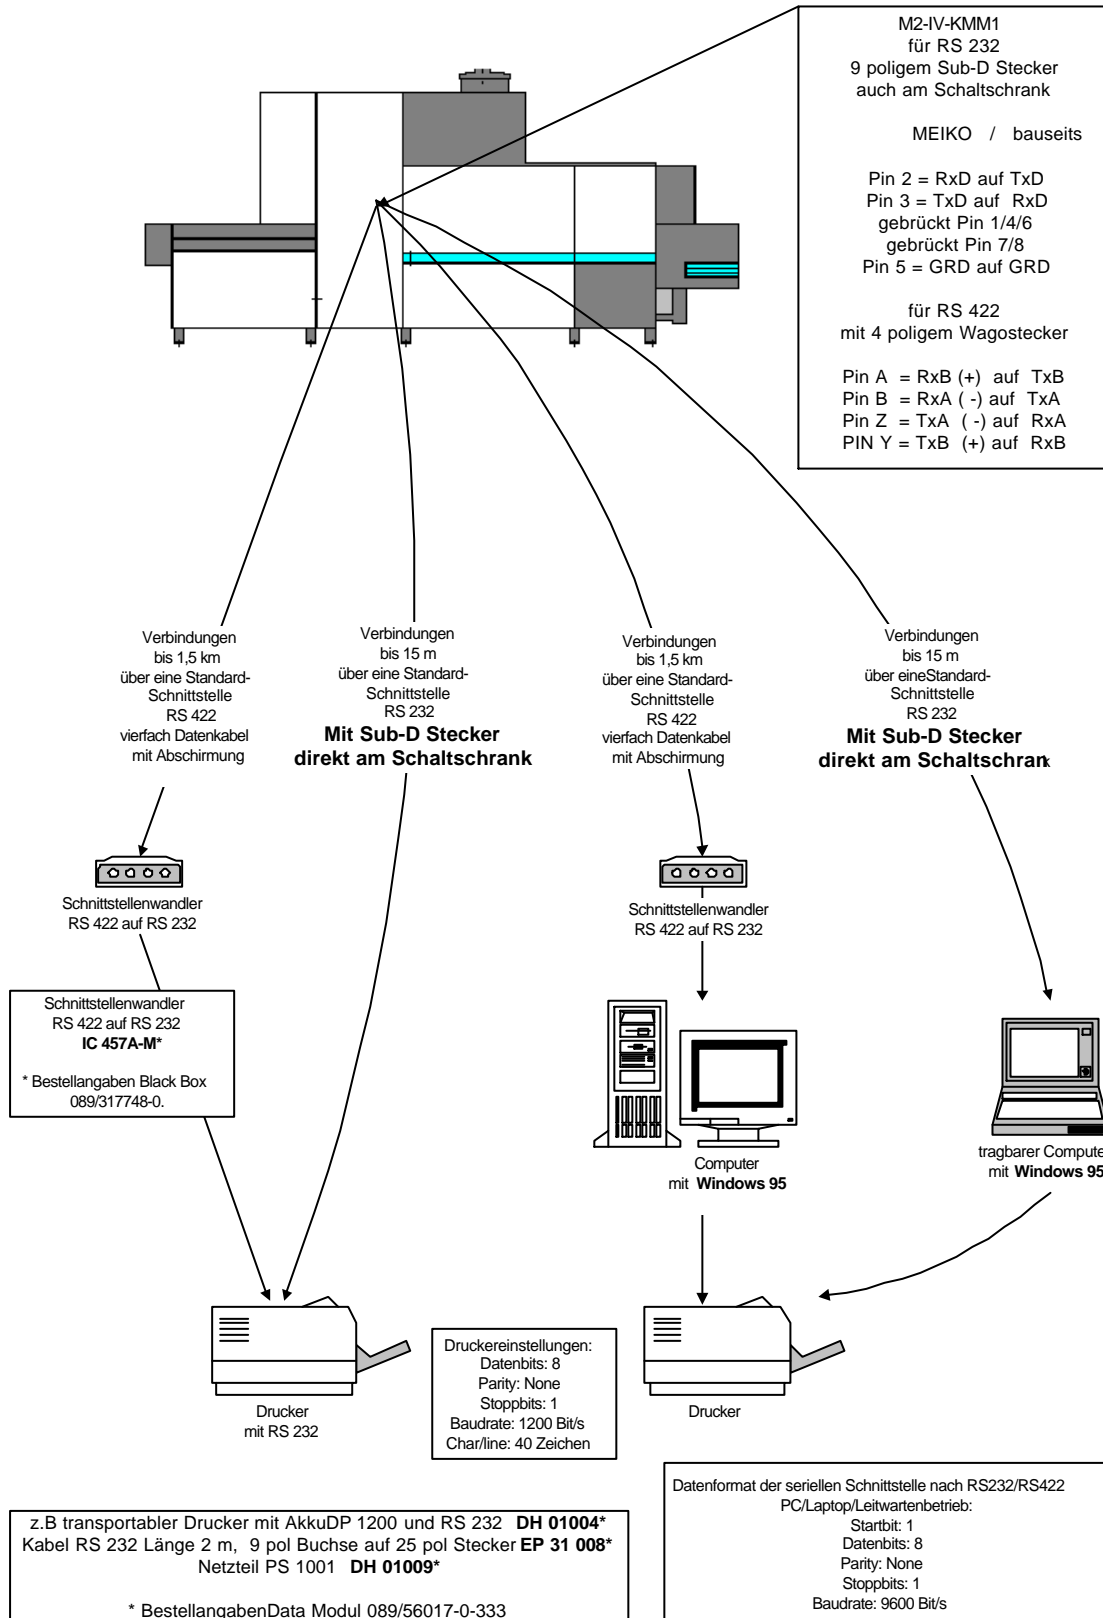 M2-IV-KMM1
für RS 232
9 poligem Sub-D Stecker
auch am Schaltschrank
MEIKO / bauseits
Pin 2 = RxD auf TxD
Pin 3 = TxD auf RxD
gebrückt Pin 1/4/6
gebrückt Pin 7/8
Pin 5 = GRD auf GRD
für RS 422
mit 4 poligem Wagostecker
Pin A = RxB (+) auf TxB
Pin B = RxA ( -) auf TxA
Pin Z = TxA ( -) auf RxA
PIN Y = TxB (+) auf RxB
Verbindungen
bis 1,5 km
über eine Standard-
Schnittstelle
RS 422
vierfach Datenkabel
mit Abschirmung
Verbindungen
bis 15 m
über eine Standard-
Schnittstelle
RS 232
Mit Sub-D Stecker
direkt am Schaltschrank
Verbindungen
bis 1,5 km
über eine Standard-
Schnittstelle
RS 422
vierfach Datenkabel
mit Abschirmung
Verbindungen
bis 15 m
über eineStandard-
Schnittstelle
RS 232
Mit Sub-D Stecker
direkt am Schaltschrank
Schnittstellenwandler
RS 422 auf RS 232
Schnittstellenwandler
RS 422 auf RS 232
Schnittstellenwandler
RS 422 auf RS 232
IC 457A-M*
* Bestellangaben Black Box
089/317748-0.
Computer
mit Windows 95
tragbarer Compute
mit Windows 95
Drucker
mit RS 232
Druckereinstellungen:
Datenbits: 8
Parity: None
Stoppbits: 1
Baudrate: 1200 Bit/s
Char/line: 40 Zeichen
Drucker
z.B transportabler Drucker mit AkkuDP 1200 und RS 232 DH 01004*
Kabel RS 232 Länge 2 m, 9 pol Buchse auf 25 pol Stecker EP 31 008*
Netzteil PS 1001 DH 01009*
* BestellangabenData Modul 089/56017-0-333
Datenformat der seriellen Schnittstelle nach RS232/RS422
PC/Laptop/Leitwartenbetrieb:
Startbit: 1
Datenbits: 8
Parity: None
Stoppbits: 1
Baudrate: 9600 Bit/s